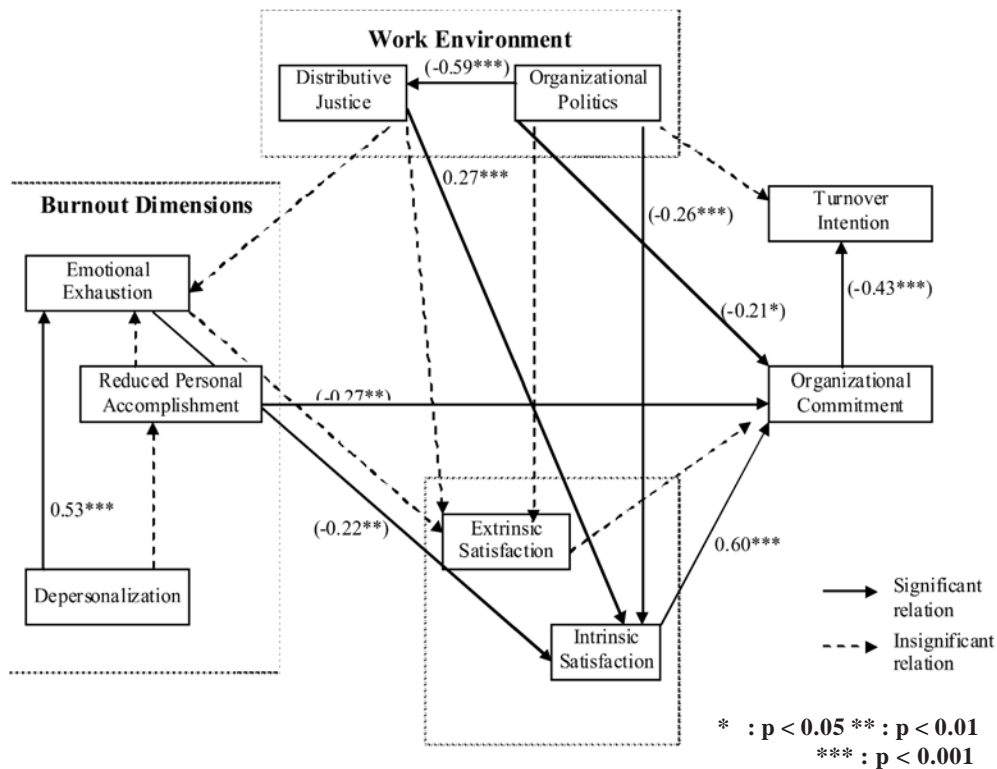 Work Environment
Distributive
Justice
(-0.59***)
Organizational
Politics
0.27***
(-0.26***)
Turnover
Intention
Burnout Dimensions
Emotional
Exhaustion
(-0.43***)
(-0.21*)
Reduced Personal
Accomplishment
(-0.27**)
Organizational
Commitment
0.53***
(-0.22**)
Extrinsic
Satisfaction
0.60***
Depersonalization
Intrinsic
Satisfaction
Significant
relation
Insignificant
relation
* : p < 0.05 ** : p < 0.01
*** : p < 0.001